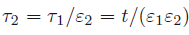 τ₂ = τ₁/ε₂ = t/(ε₁ε₂)